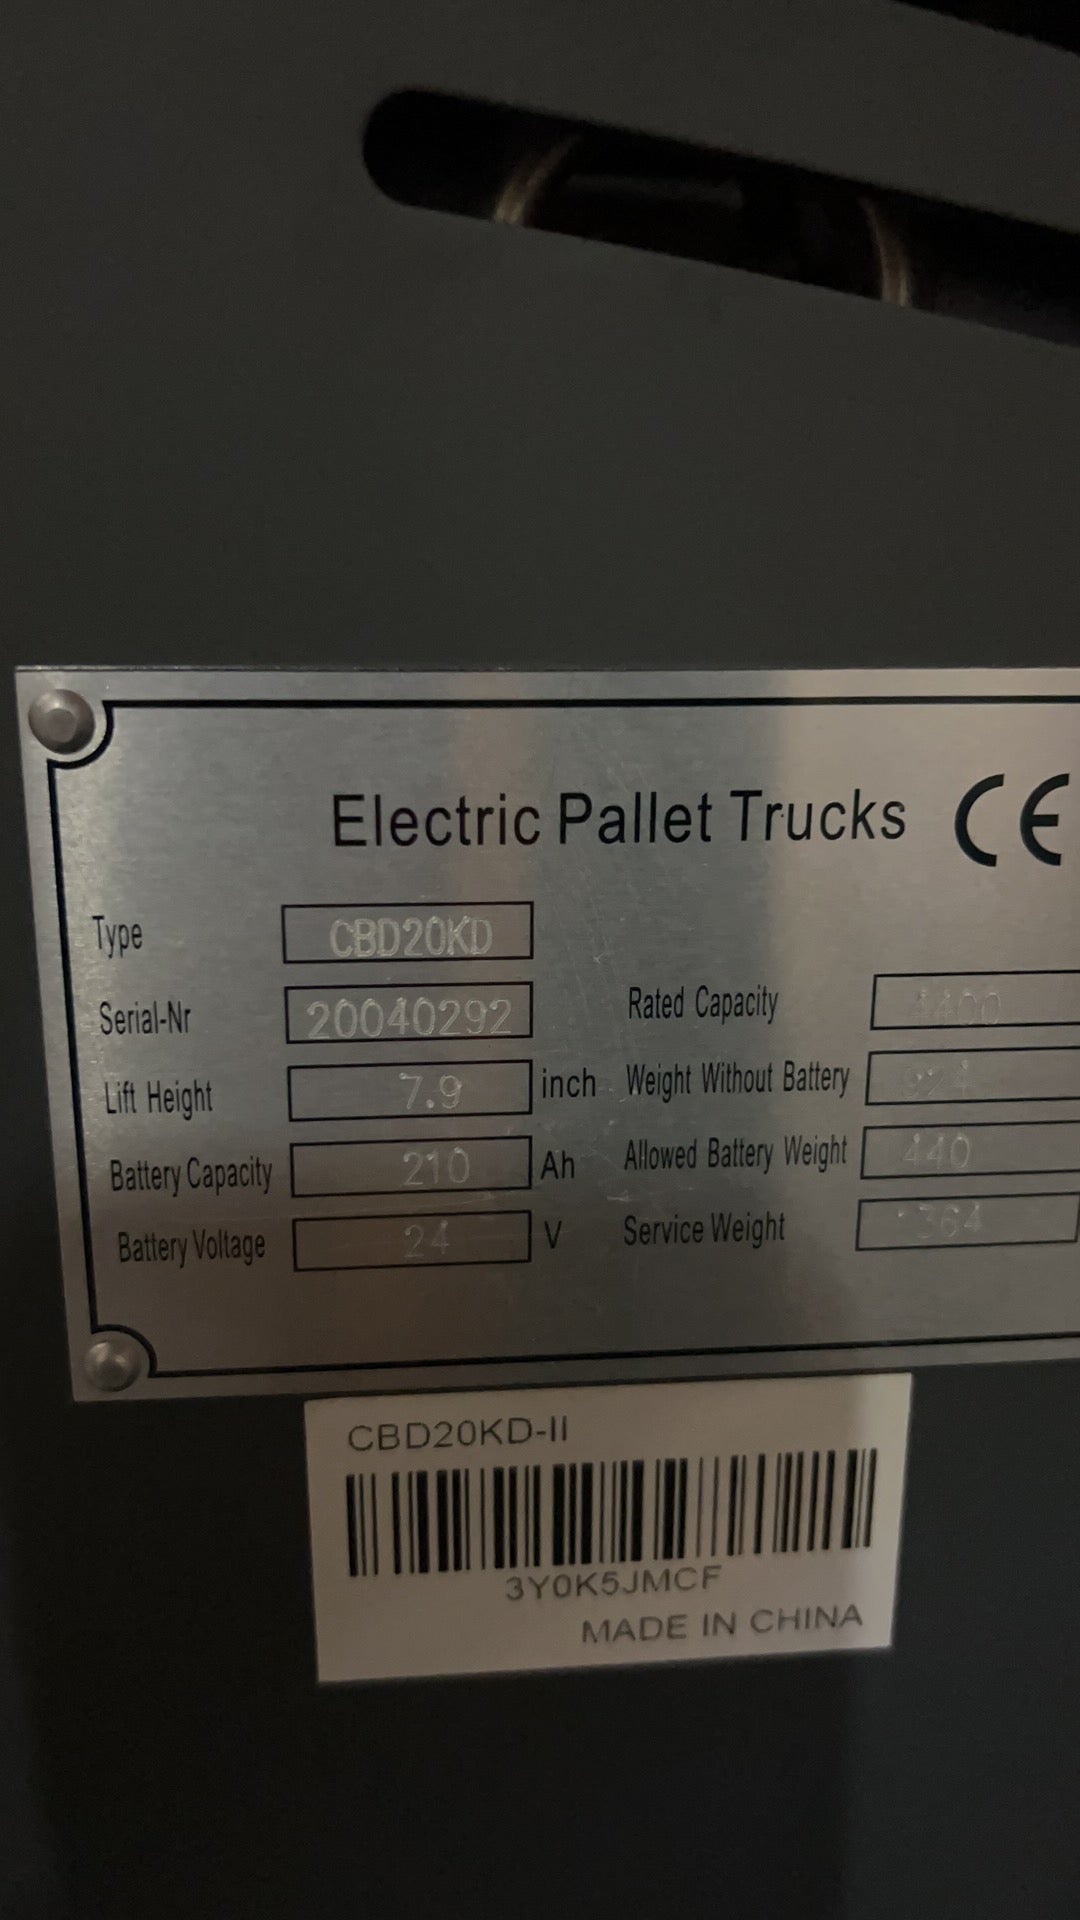 Electric Pallet Trucks CE
Type CBD20KD
Serial-Nr 20040292 Rated Capacity 4400
Lift Height 7.9 inch Weight Without Battery 924
Battery Capacity 210 Ah Allowed Battery Weight 440
Battery Voltage 24 V Service Weight
CBD20KD-II
3Y0K5JMCF
MADE IN CHINA